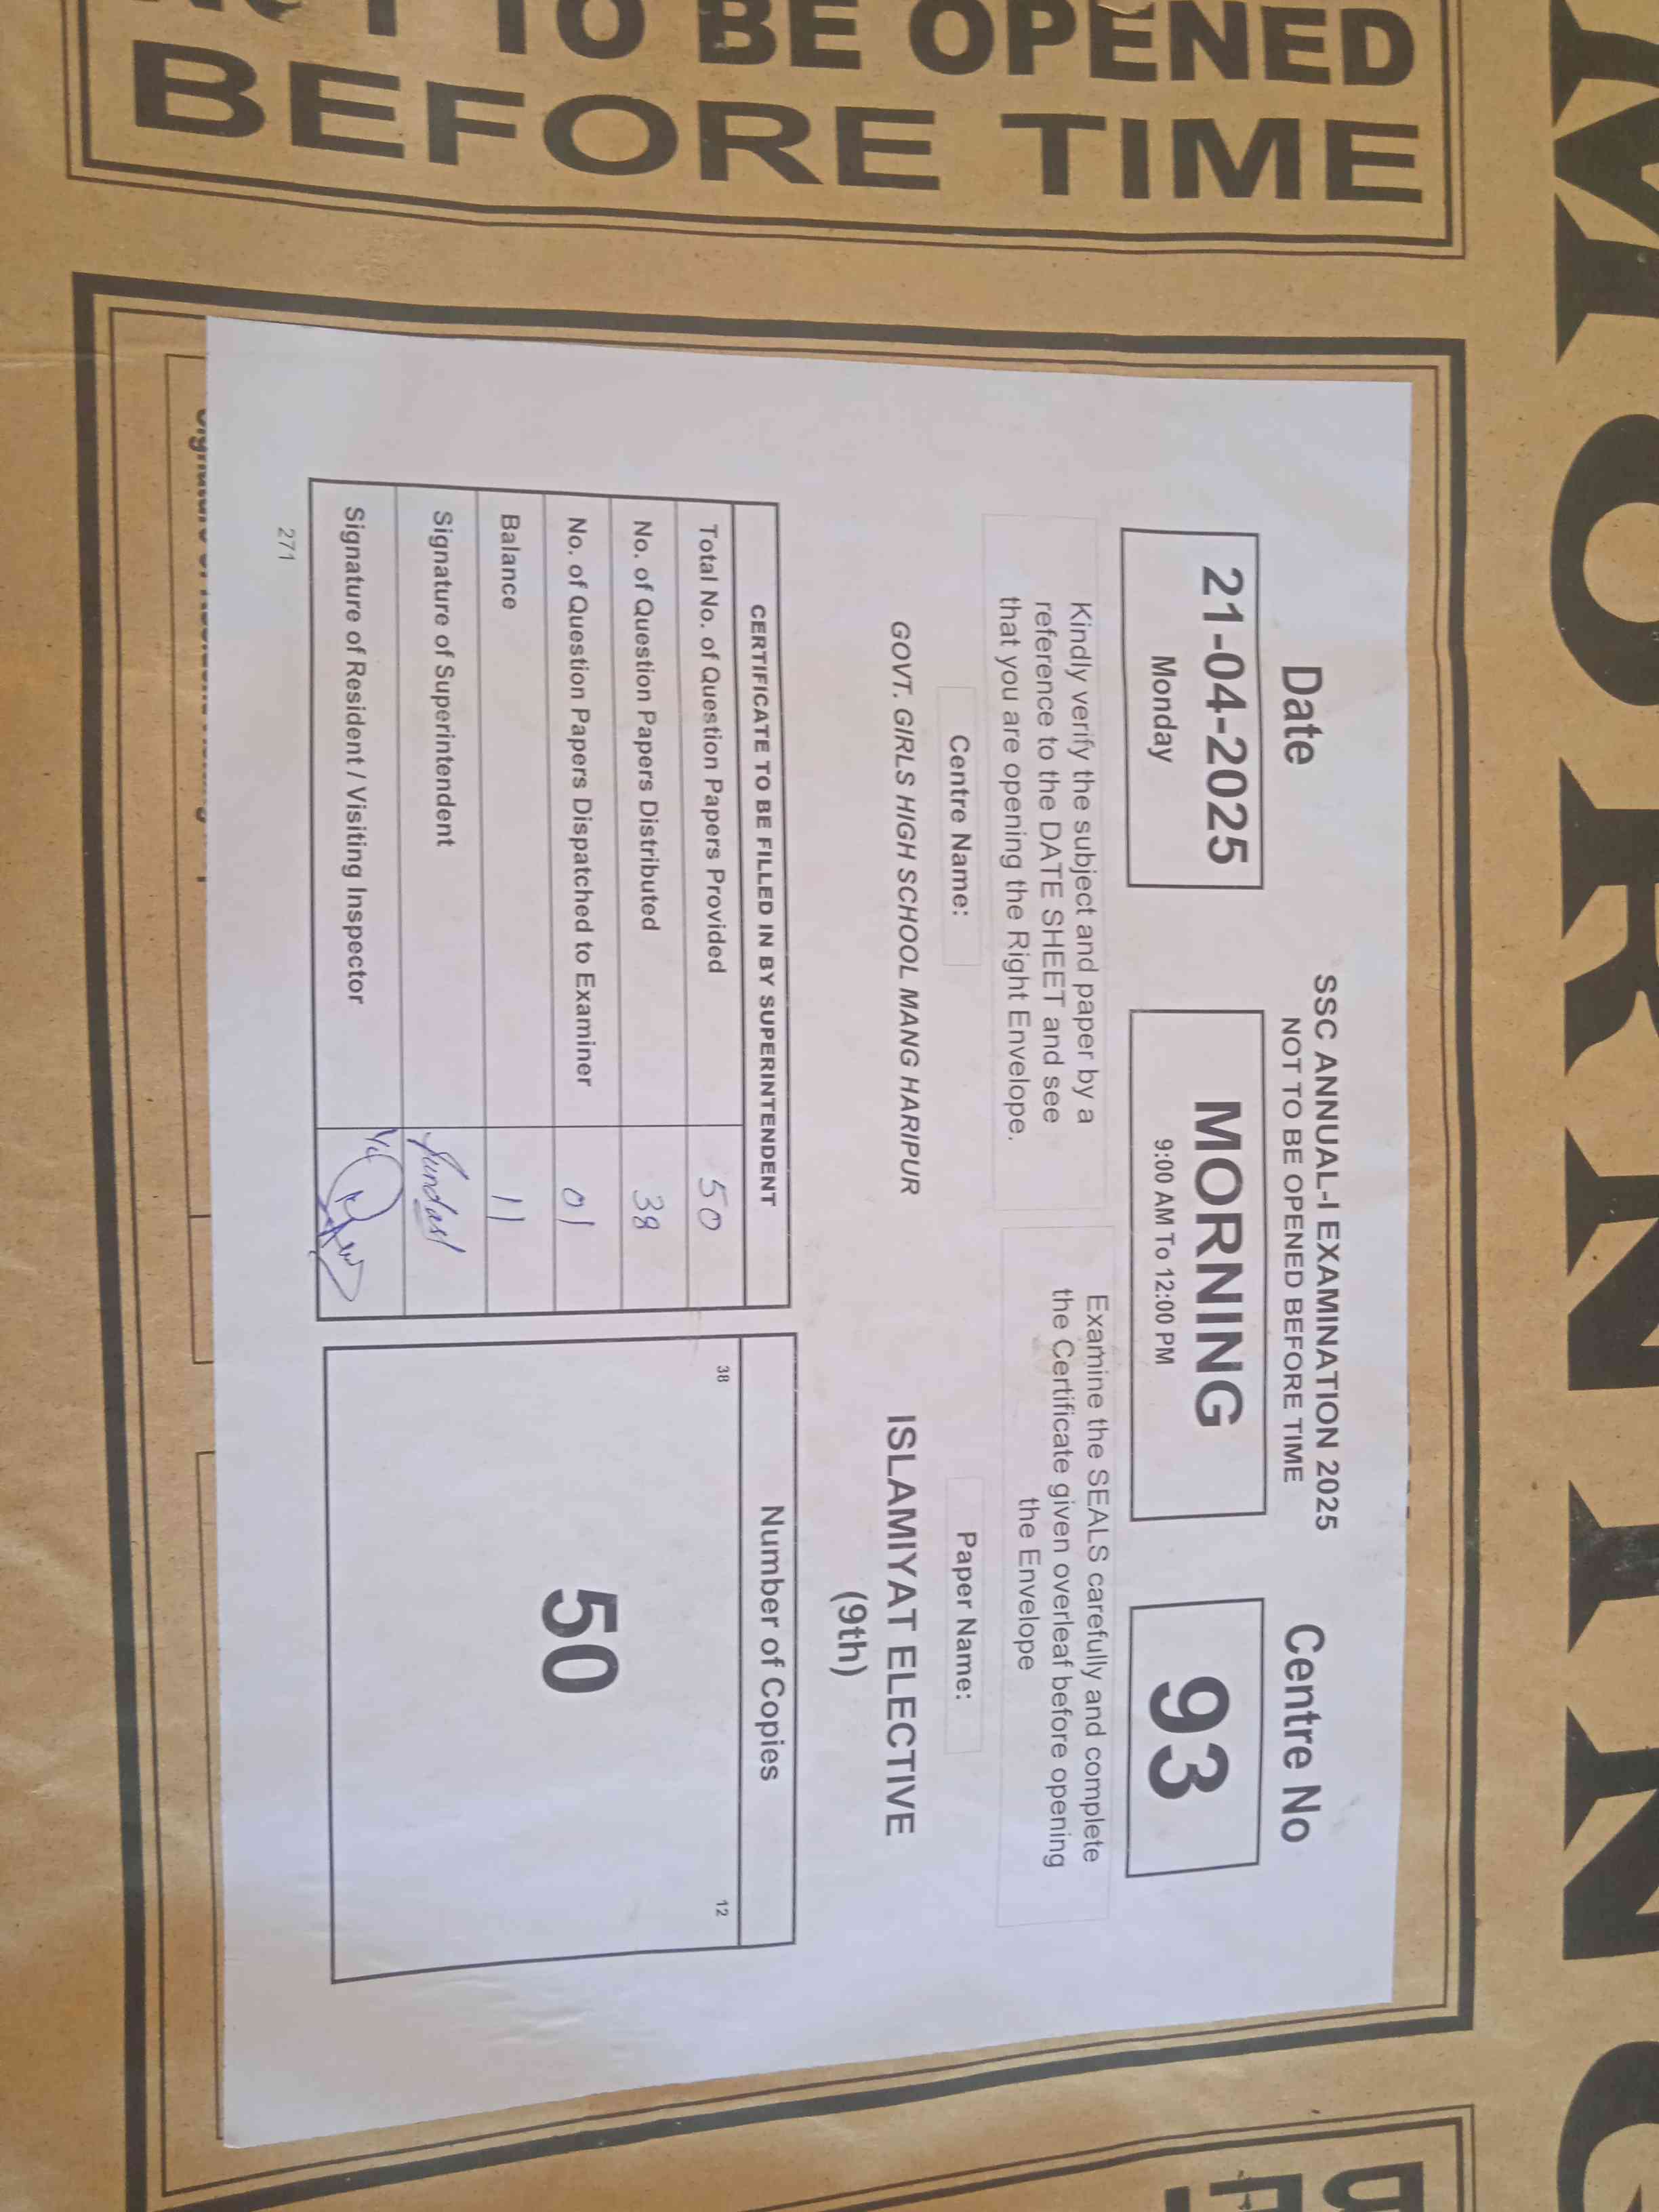 TO BE OPENED
BEFORE TIME
MORNING
SSC ANNUAL-I EXAMINATION 2025
NOT TO BE OPENED BEFORE TIME
Date
Centre No
21-04-2025
Monday
MORNING
9:00 AM To 12:00 PM
93
Kindly verify the subject and paper by a
reference to the DATE SHEET and see
that you are opening the Right Envelope.
Examine the SEALS carefully and complete
the Certificate given overleaf before opening
the Envelope
Centre Name:
Paper Name:
GOVT. GIRLS HIGH SCHOOL MANG HARIPUR
ISLAMIYAT ELECTIVE
(9th)
CERTIFICATE TO BE FILLED IN BY SUPERINTENDENT
Total No. of Question Papers Provided 50
No. of Question Papers Distributed 38
No. of Question Papers Dispatched to Examiner 01
Balance 11
Signature of Superintendent
Signature of Resident / Visiting Inspector
Number of Copies
38 12
50
271